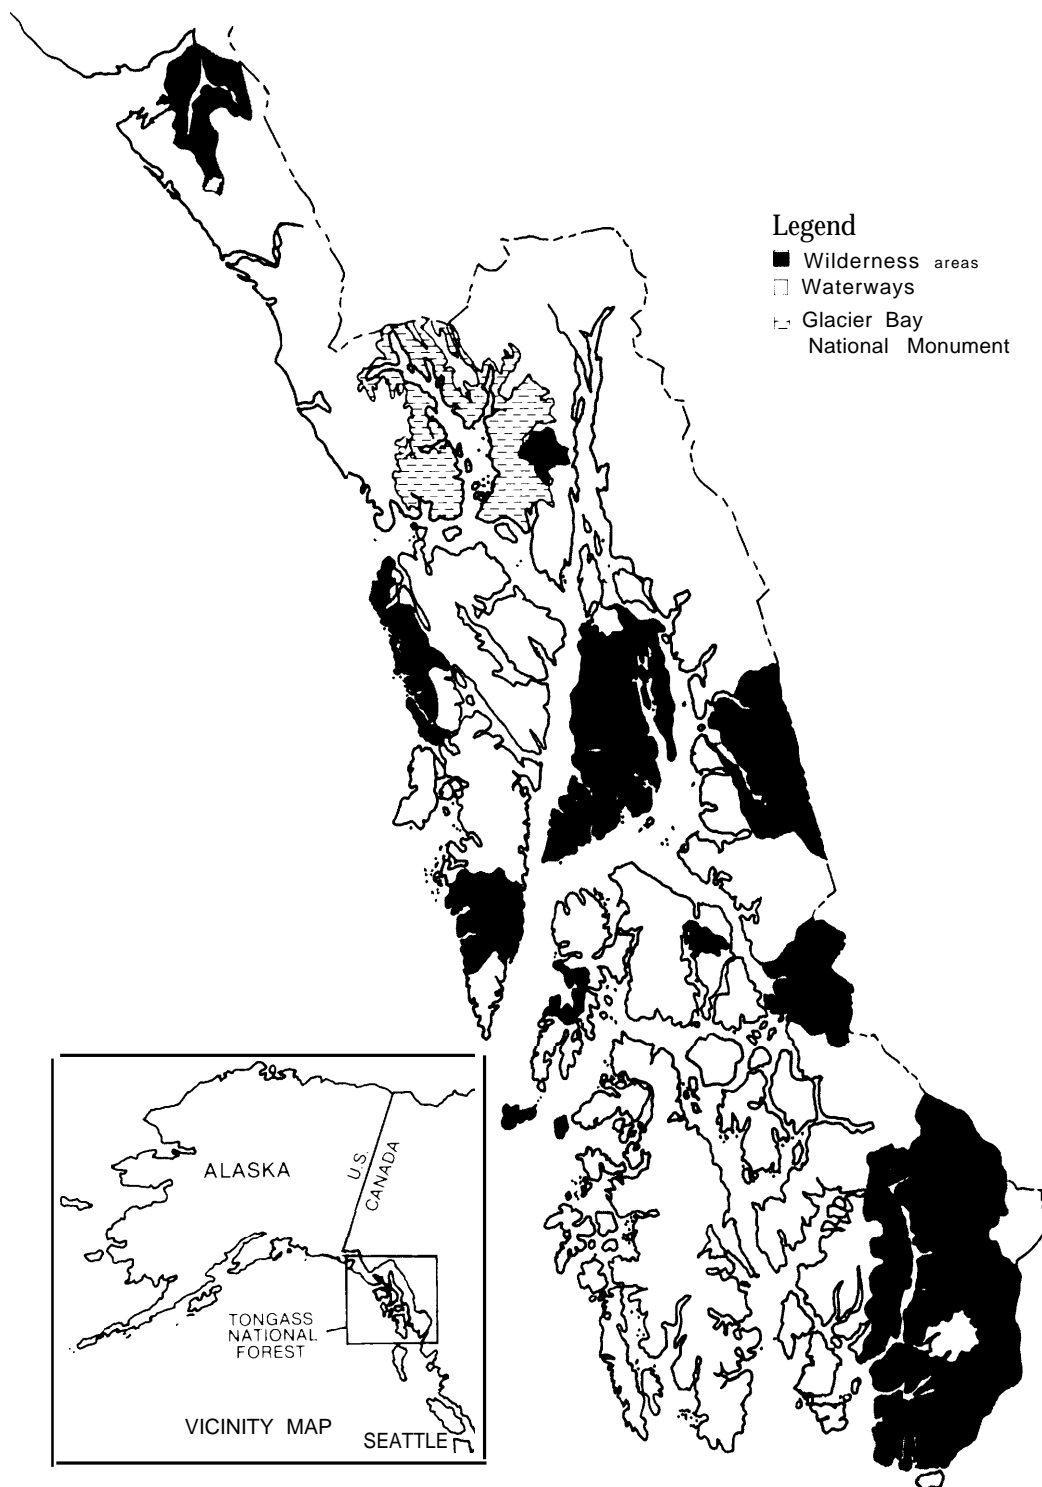 Legend
Wilderness areas
Waterways
Glacier Bay
National Monument
ALASKA
U.S.
CANADA
TONGASS
NATIONAL
FOREST
VICINITY MAP
SEATTLE